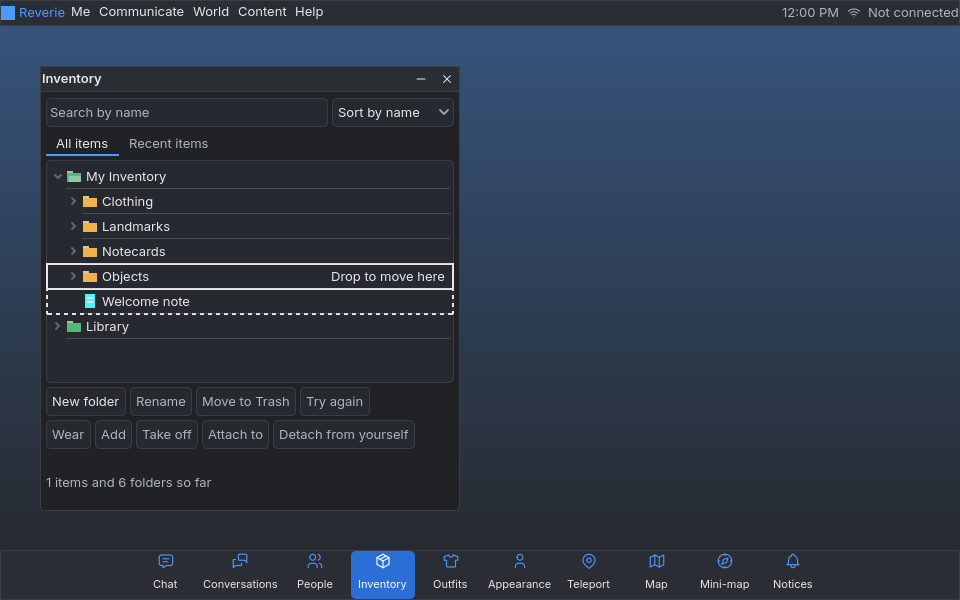 Reverie Me Communicate World Content Help 12:00 PM Not connected
Inventory
Search by name Sort by name
All items Recent items
My Inventory
Clothing
Landmarks
Notecards
Objects Drop to move here
Welcome note
Library
New folder Rename Move to Trash Try again
Wear Add Take off Attach to Detach from yourself
1 items and 6 folders so far
Chat Conversations People Inventory Outfits Appearance Teleport Map Mini-map Notices